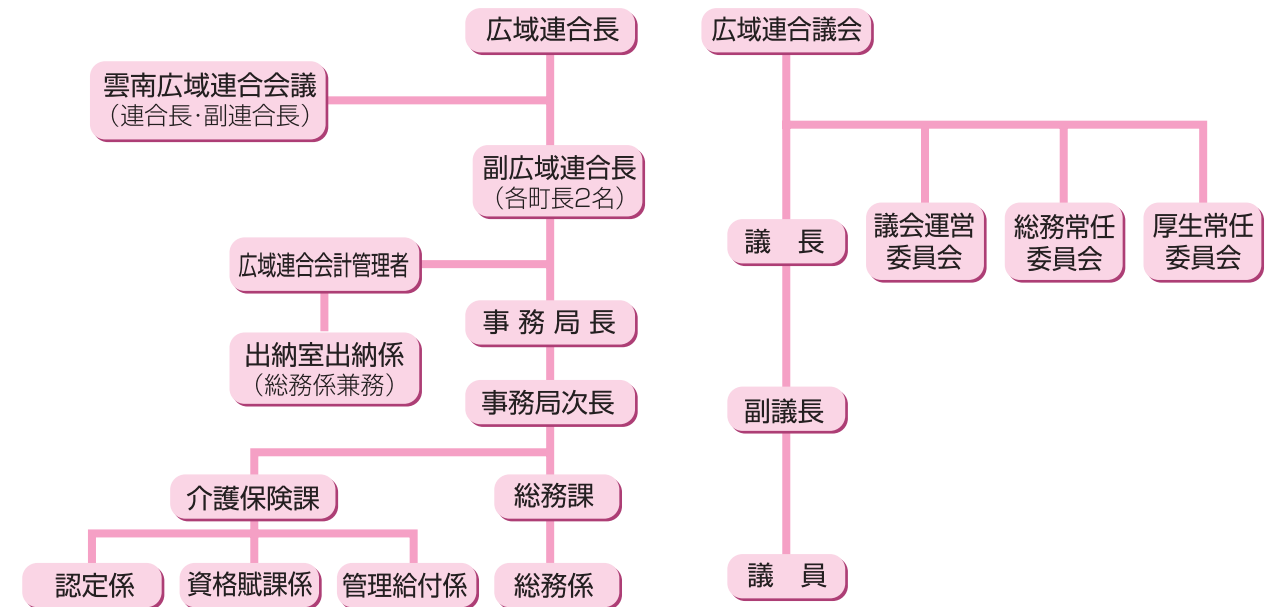 広域連合長
雲南広域連合会議
（連合長・副連合長）
副広域連合長
（各町長2名）
広域連合会計管理者
出納室出納係
（総務係兼務）
事務局長
事務局次長
介護保険課
総務課
認定係
資格賦課係
管理給付係
総務係
広域連合議会
議　長
議会運営
委員会
総務常任
委員会
厚生常任
委員会
副議長
議　員